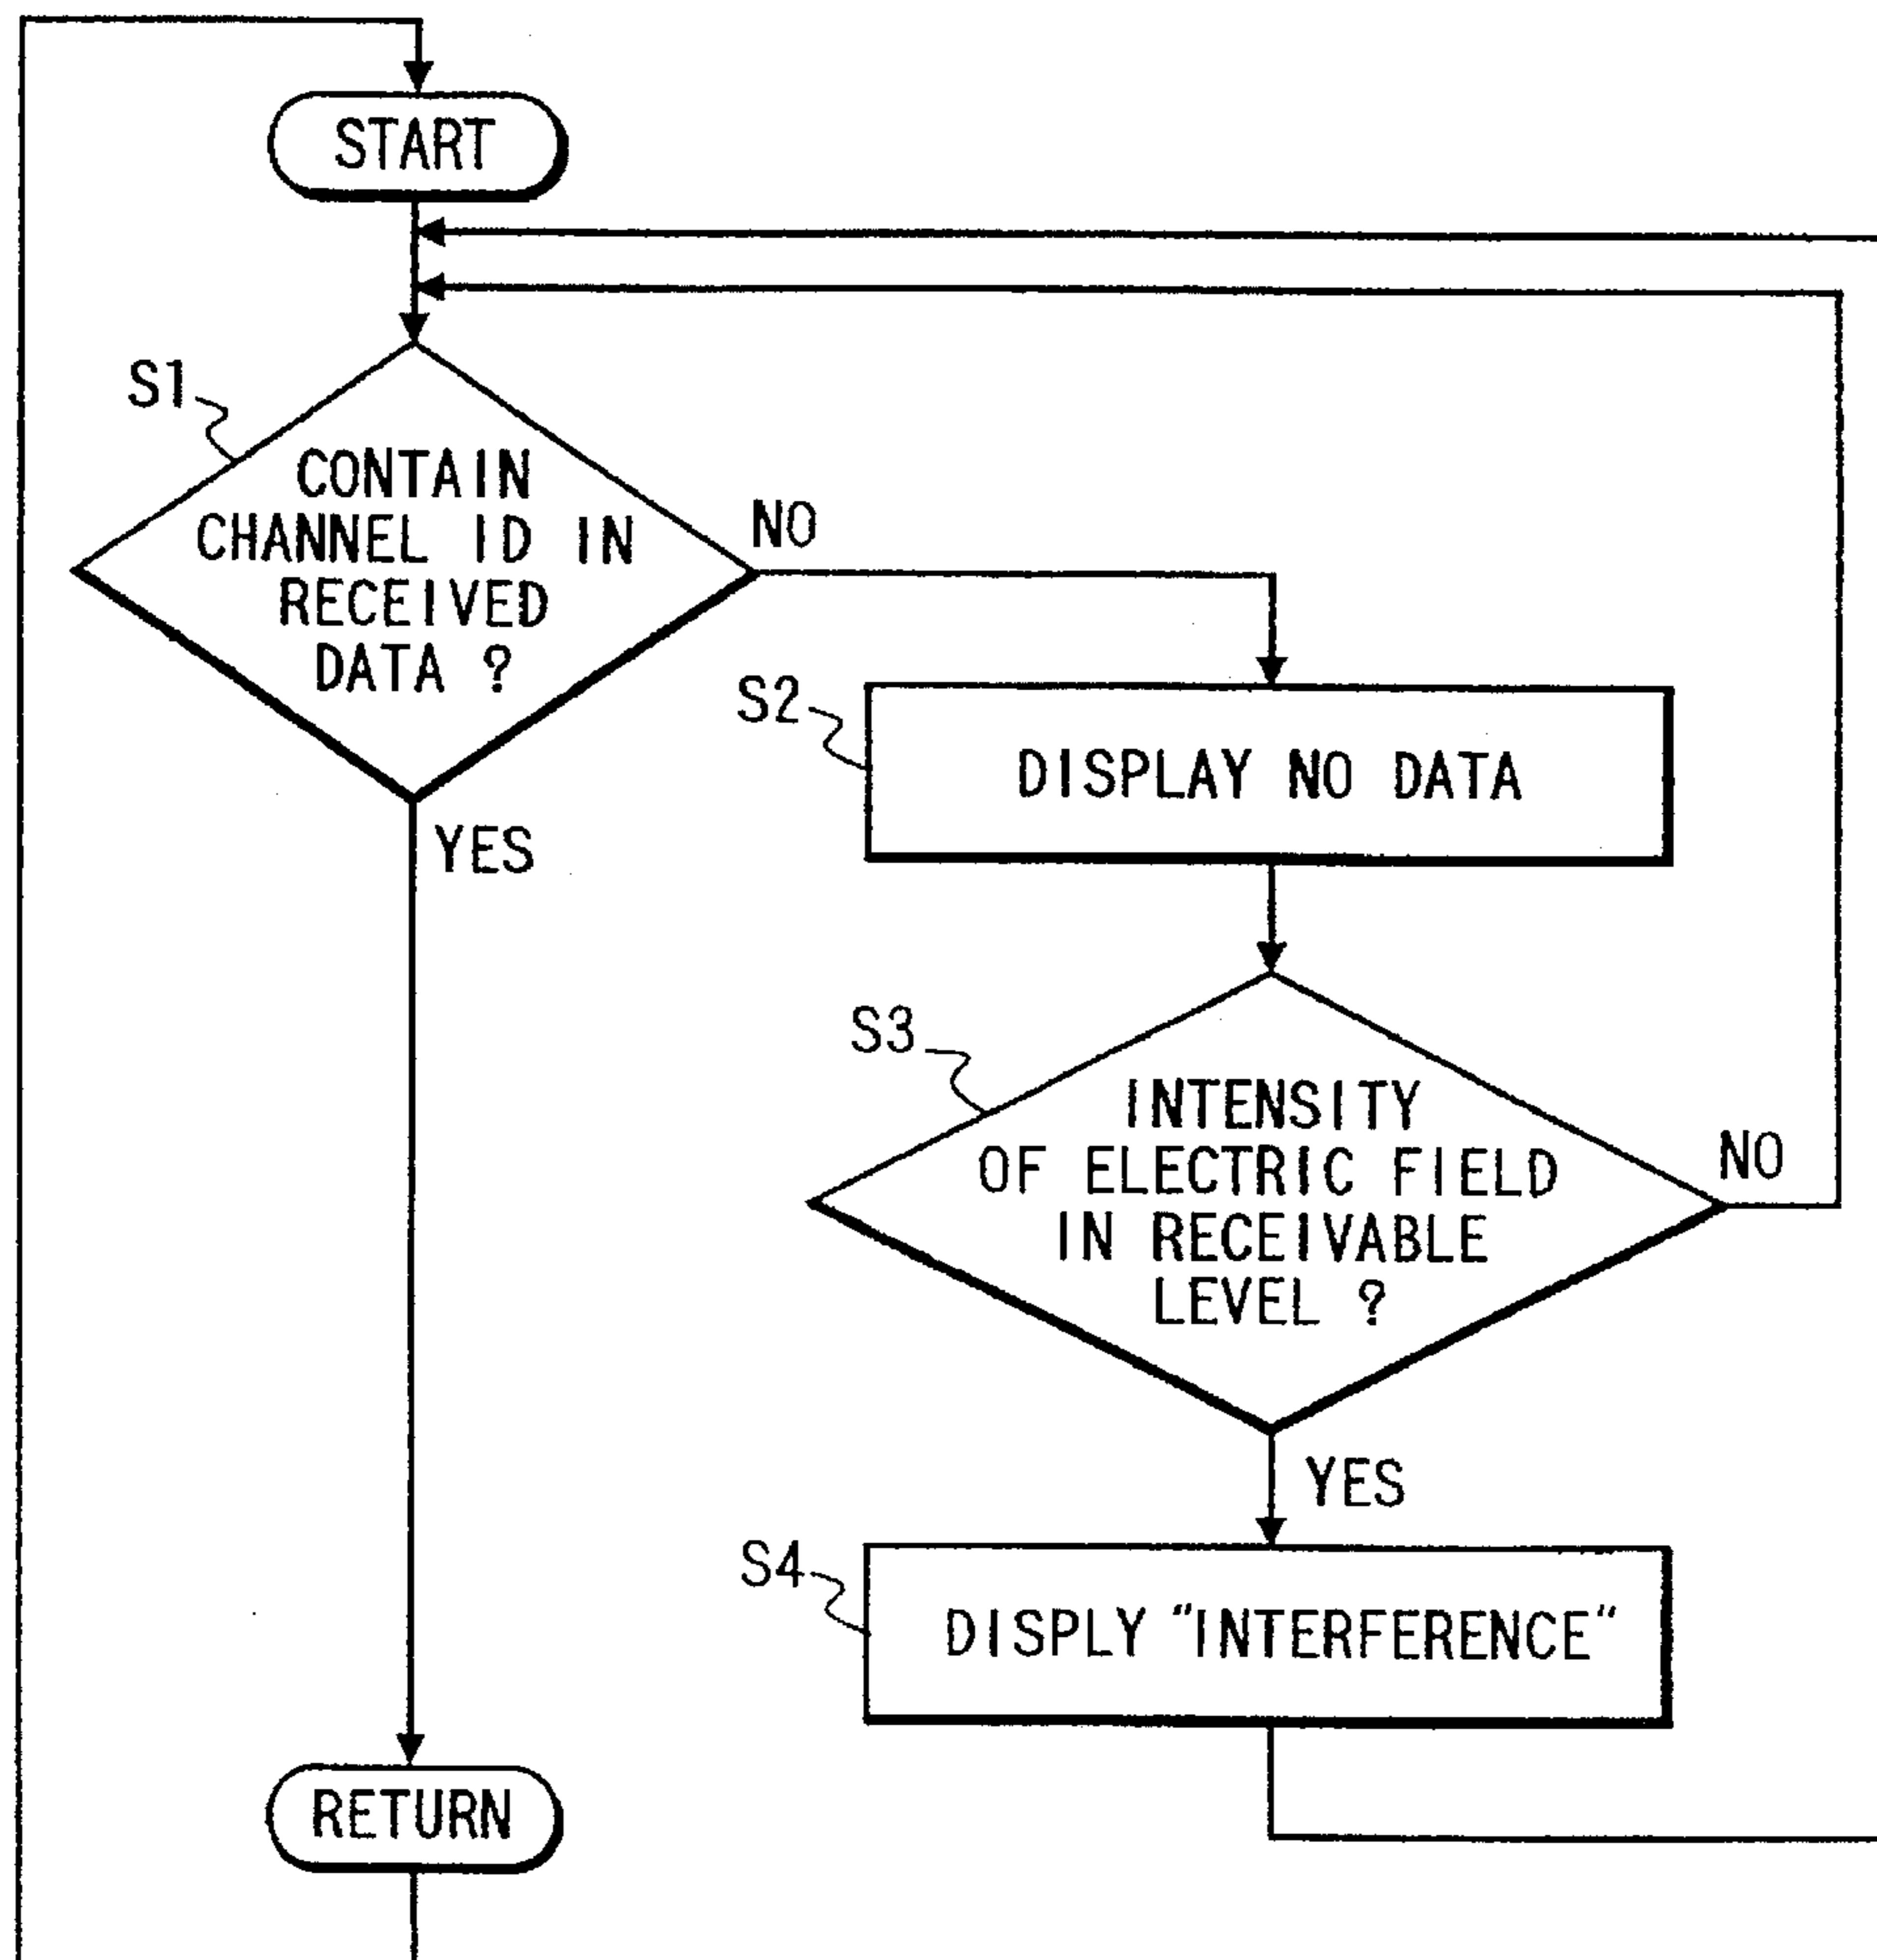 START
S1
CONTAIN
CHANNEL ID IN
RECEIVED
DATA ?
NO
YES
S2
DISPLAY NO DATA
S3
INTENSITY
OF ELECTRIC FIELD
IN RECEIVABLE
LEVEL ?
NO
YES
S4
DISPLY "INTERFERENCE"
RETURN